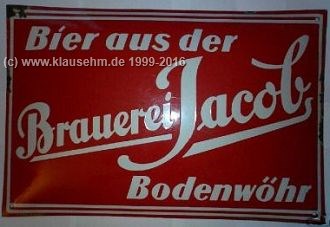 Bier aus der
(c) www.klausehm.de 1999-2016
Brauerei Jacob
Bodenwöhr